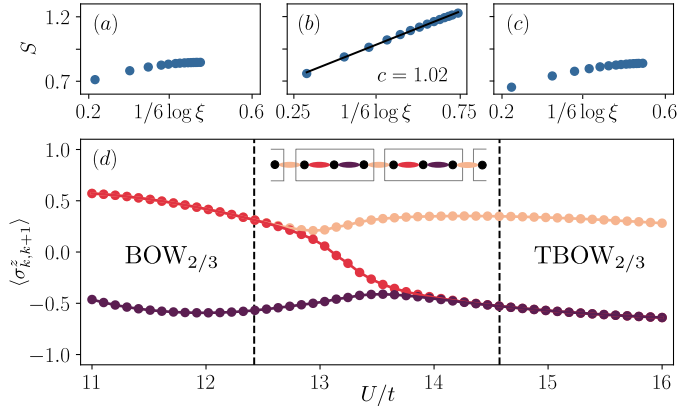 (a)
(b)
(c)
S
1.2
0.7
c = 1.02
0.2
1/6 log ξ
0.6
0.25
1/6 log ξ
0.75
0.2
1/6 log ξ
0.6
(d)
⟨σ^z_{k,k+1}⟩
1.0
0.5
0.0
−0.5
−1.0
BOW_{2/3}
TBOW_{2/3}
11
12
13
14
15
16
U/t